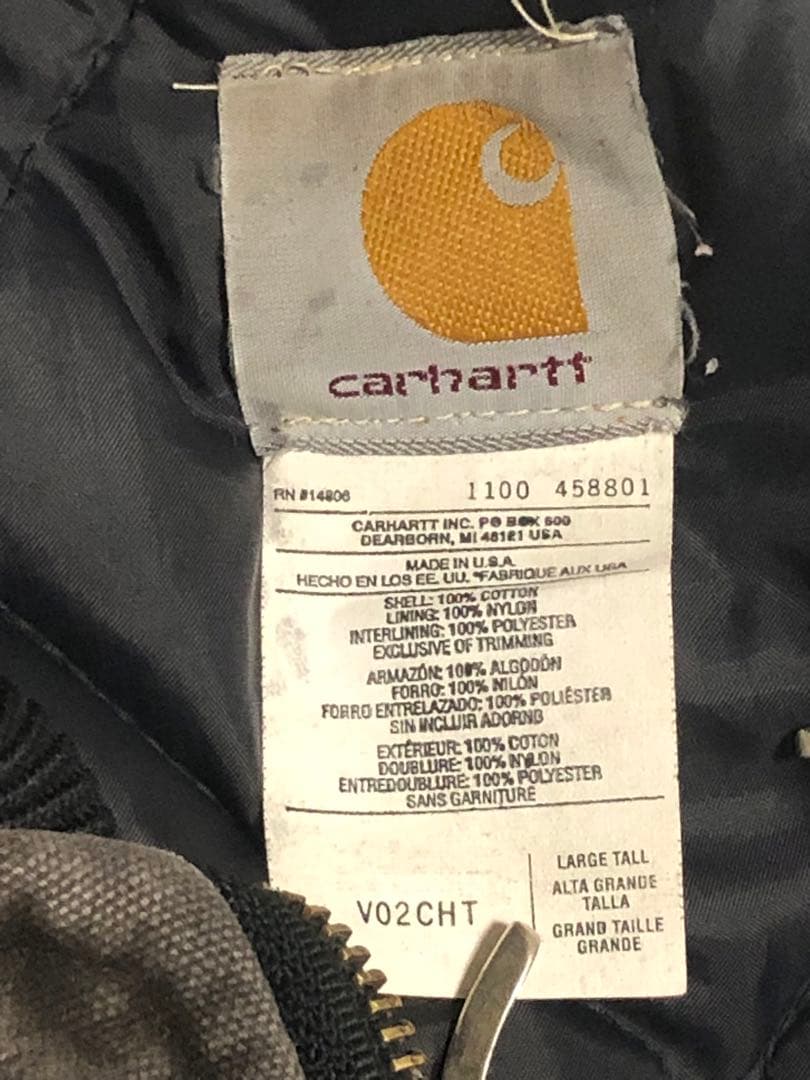 carhartt
RN #14806 1100 458801
CARHARTT INC. PO BOX 600
DEARBORN, MI 48121 USA
MADE IN U.S.A.
HECHO EN LOS EE. UU. *FABRIQUE AUX USA
SHELL: 100% COTTON
LINING: 100% NYLON
INTERLINING: 100% POLYESTER
EXCLUSIVE OF TRIMMING
ARMAZÓN: 100% ALGODÓN
FORRO: 100% NILÓN
FORRO ENTRELAZADO: 100% POLIÉSTER
SIN INCLUIR ADORNO
EXTÉRIEUR: 100% COTON
DOUBLURE: 100% NYLON
ENTREDOUBLURE: 100% POLYESTER
SANS GARNITURE
V02CHT
LARGE TALL
ALTA GRANDE
TALLA
GRAND TAILLE
GRANDE